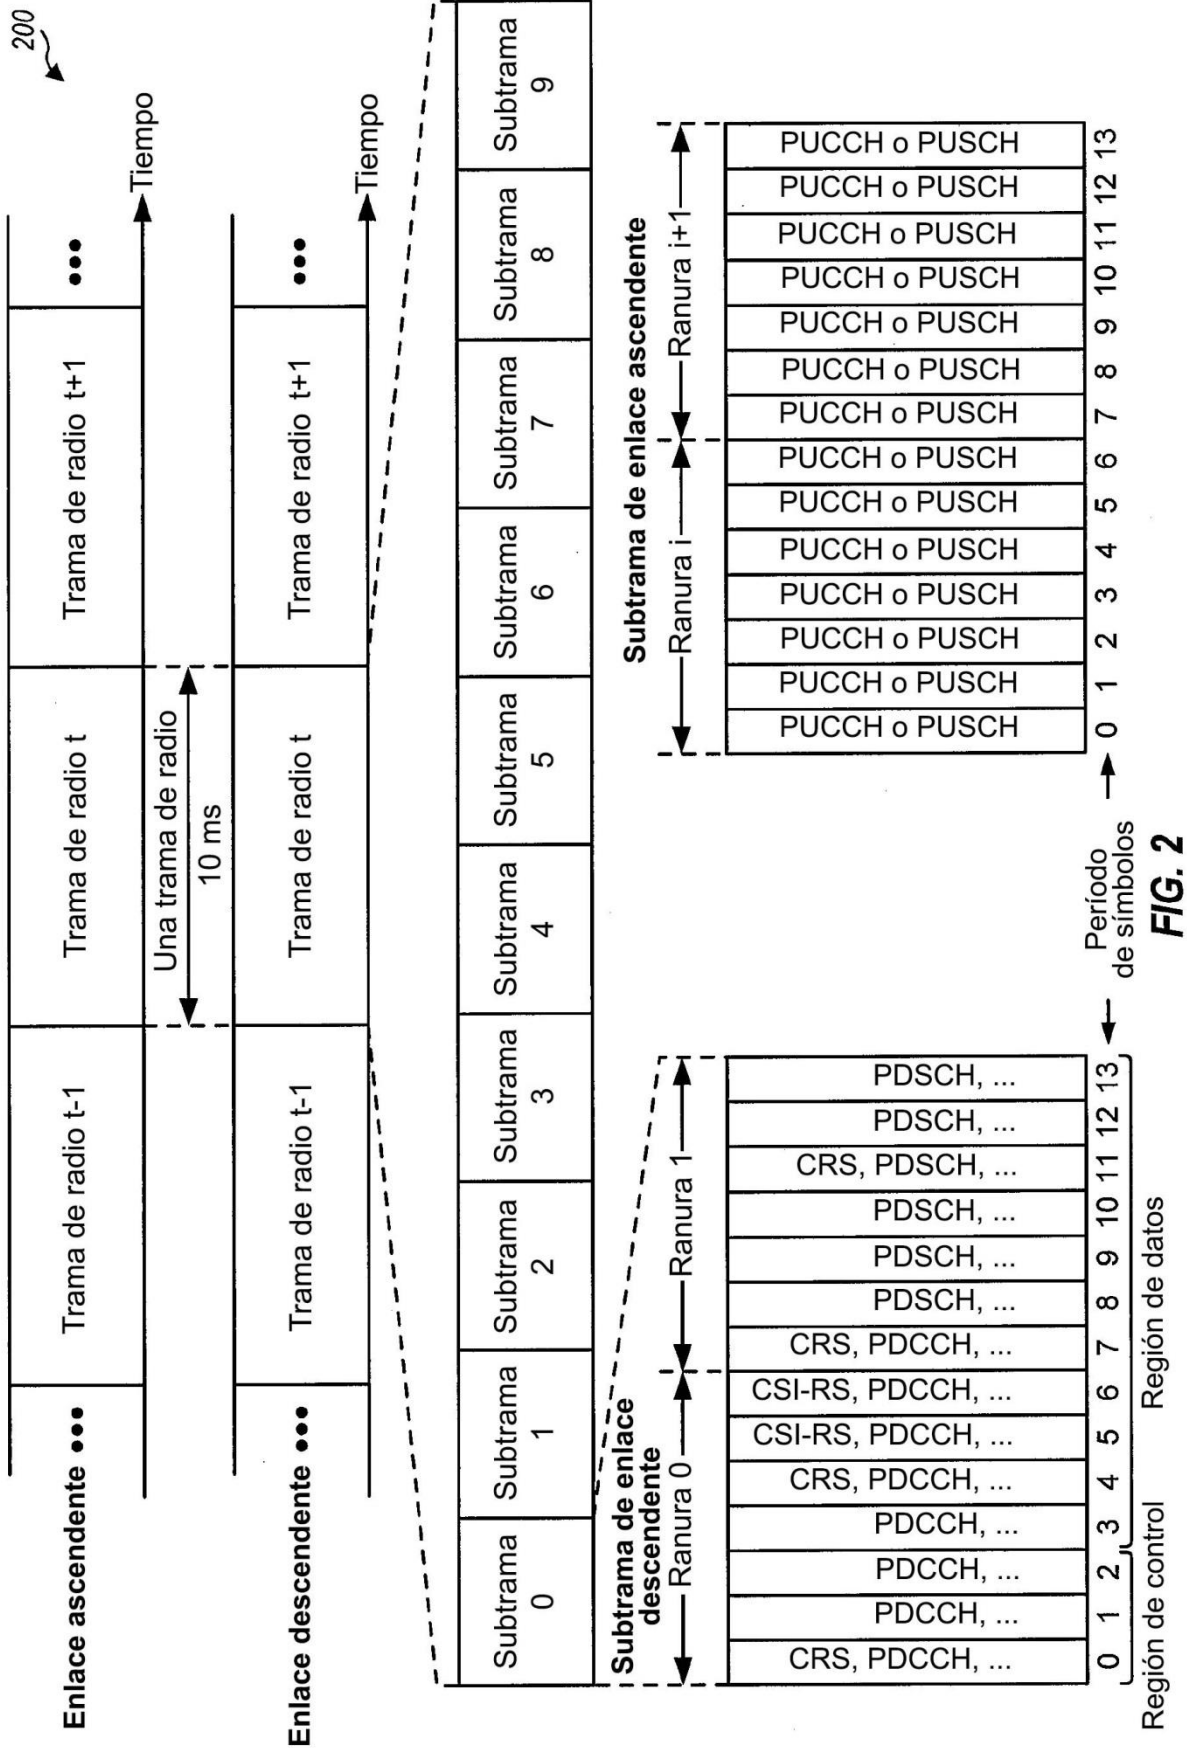 200
Enlace ascendente
•••
Trama de radio t-1
Trama de radio t
Trama de radio t+1
•••
Tiempo
Una trama de radio
10 ms
Enlace descendente
•••
Trama de radio t-1
Trama de radio t
Trama de radio t+1
•••
Tiempo
Subtrama
0
Subtrama
1
Subtrama
2
Subtrama
3
Subtrama
4
Subtrama
5
Subtrama
6
Subtrama
7
Subtrama
8
Subtrama
9
Subtrama de enlace
descendente
Ranura 0
Ranura 1
CRS, PDCCH, ...
PDCCH, ...
PDCCH, ...
PDCCH, ...
CRS, PDCCH, ...
CSI-RS, PDCCH, ...
CSI-RS, PDCCH, ...
CRS, PDCCH, ...
PDSCH, ...
PDSCH, ...
PDSCH, ...
CRS, PDSCH, ...
PDSCH, ...
PDSCH, ...
0 1 2 3 4 5 6 7 8 9 10 11 12 13
Región de control
Región de datos
Período
de símbolos
Subtrama de enlace ascendente
Ranura i
Ranura i+1
PUCCH o PUSCH
PUCCH o PUSCH
PUCCH o PUSCH
PUCCH o PUSCH
PUCCH o PUSCH
PUCCH o PUSCH
PUCCH o PUSCH
PUCCH o PUSCH
PUCCH o PUSCH
PUCCH o PUSCH
PUCCH o PUSCH
PUCCH o PUSCH
PUCCH o PUSCH
PUCCH o PUSCH
0 1 2 3 4 5 6 7 8 9 10 11 12 13
FIG. 2